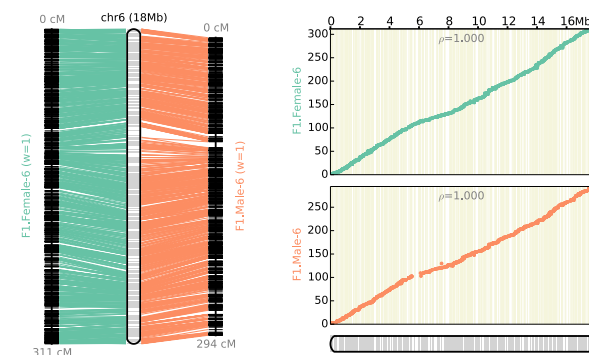 chr6 (18Mb)
0 cM
0 cM
F1.Female-6 (w=1)
F1.Male-6 (w=1)
311 cM
294 cM
0 2 4 6 8 10 12 14 16Mb
ρ=1.000
F1.Female-6
300
250
200
150
100
50
0
ρ=1.000
F1.Male-6
250
200
150
100
50
0